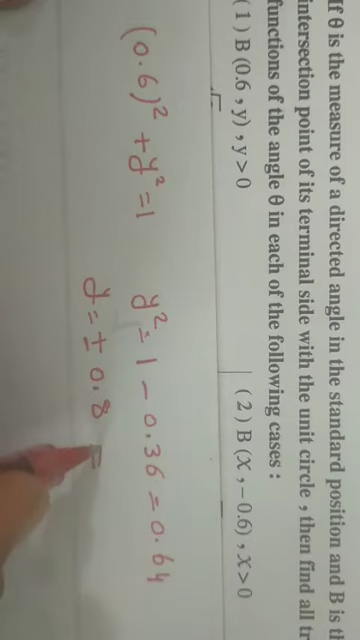 If θ is the measure of a directed angle in the standard position and B is th
intersection point of its terminal side with the unit circle , then find all tr
functions of the angle θ in each of the following cases :
( 1 ) B (0.6 , y) , y > 0
( 2 ) B (X , – 0.6) , X > 0
(0.6)² + y² = 1
y² = 1 - 0.36 = 0.64
y = ± 0.8